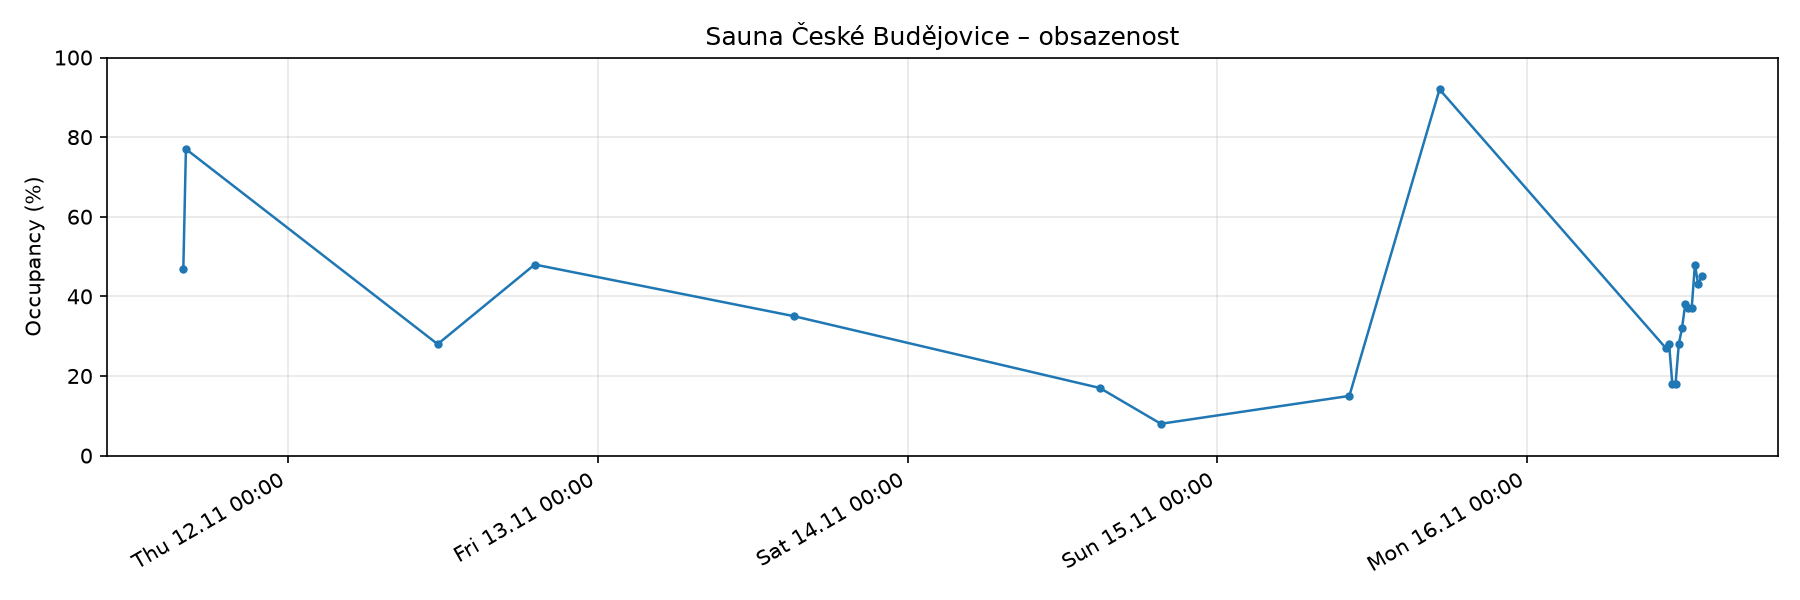 Sauna České Budějovice – obsazenost
Occupancy (%)
100
80
60
40
20
0
Thu 12.11 00:00
Fri 13.11 00:00
Sat 14.11 00:00
Sun 15.11 00:00
Mon 16.11 00:00